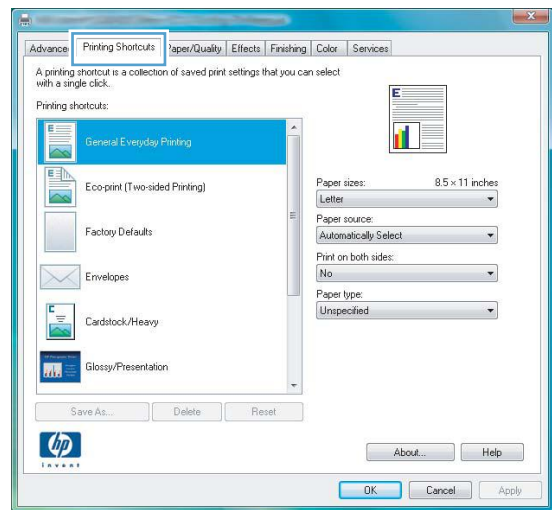 Advance
Printing Shortcuts
Paper/Quality
Effects
Finishing
Color
Services
A printing shortcut is a collection of saved print settings that you can select
with a single click.
Printing shortcuts:
E
General Everyday Printing
E
Eco-print (Two-sided Printing)
Factory Defaults
Envelopes
C
Cardstock/Heavy
Glossy/Presentation
Save As...
Delete
Reset
E
Paper sizes:
8.5 × 11 inches
Letter
Paper source:
Automatically Select
Print on both sides:
No
Paper type:
Unspecified
hp
invent
About...
Help
OK
Cancel
Apply